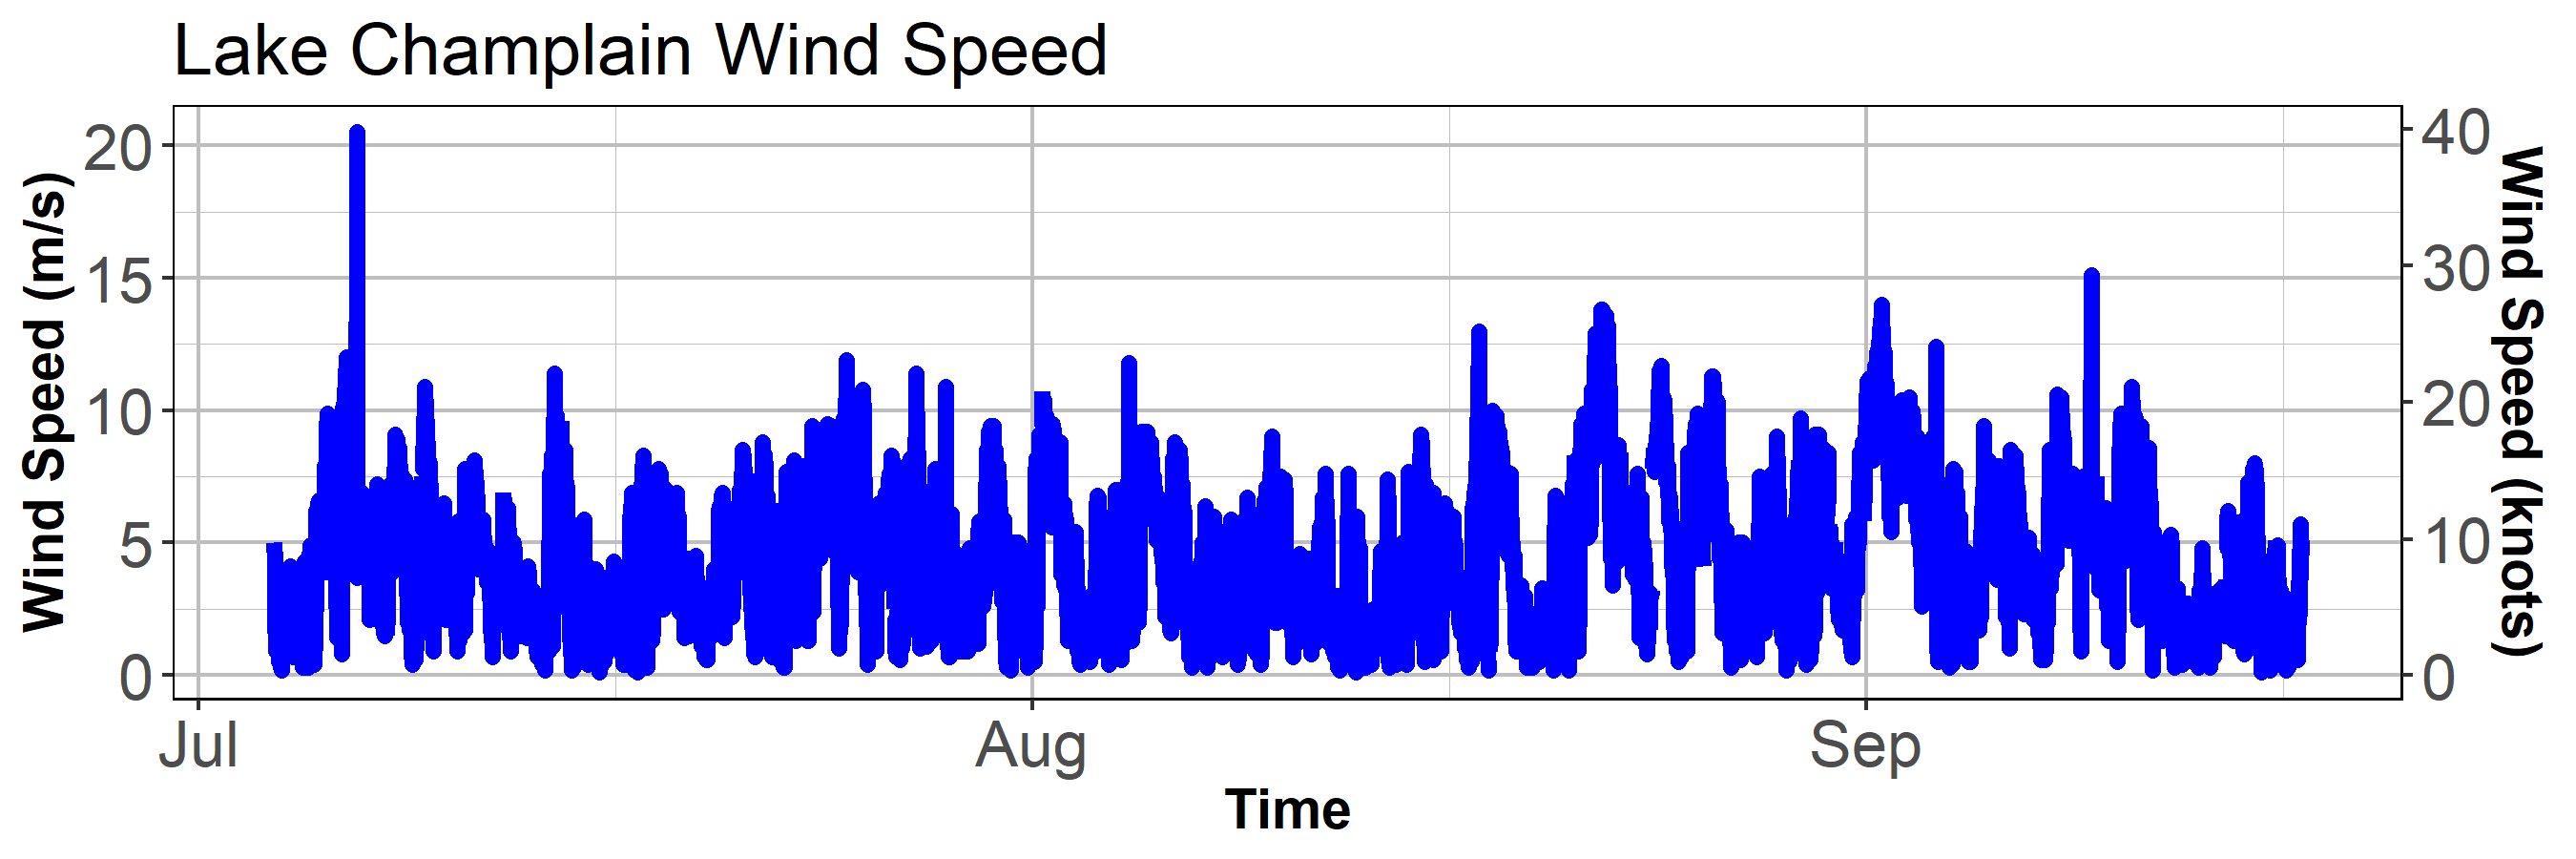 Lake Champlain Wind Speed
Wind Speed (m/s)
20
15
10
5
0
40
30
20
10
0
Wind Speed (knots)
Jul
Aug
Sep
Time